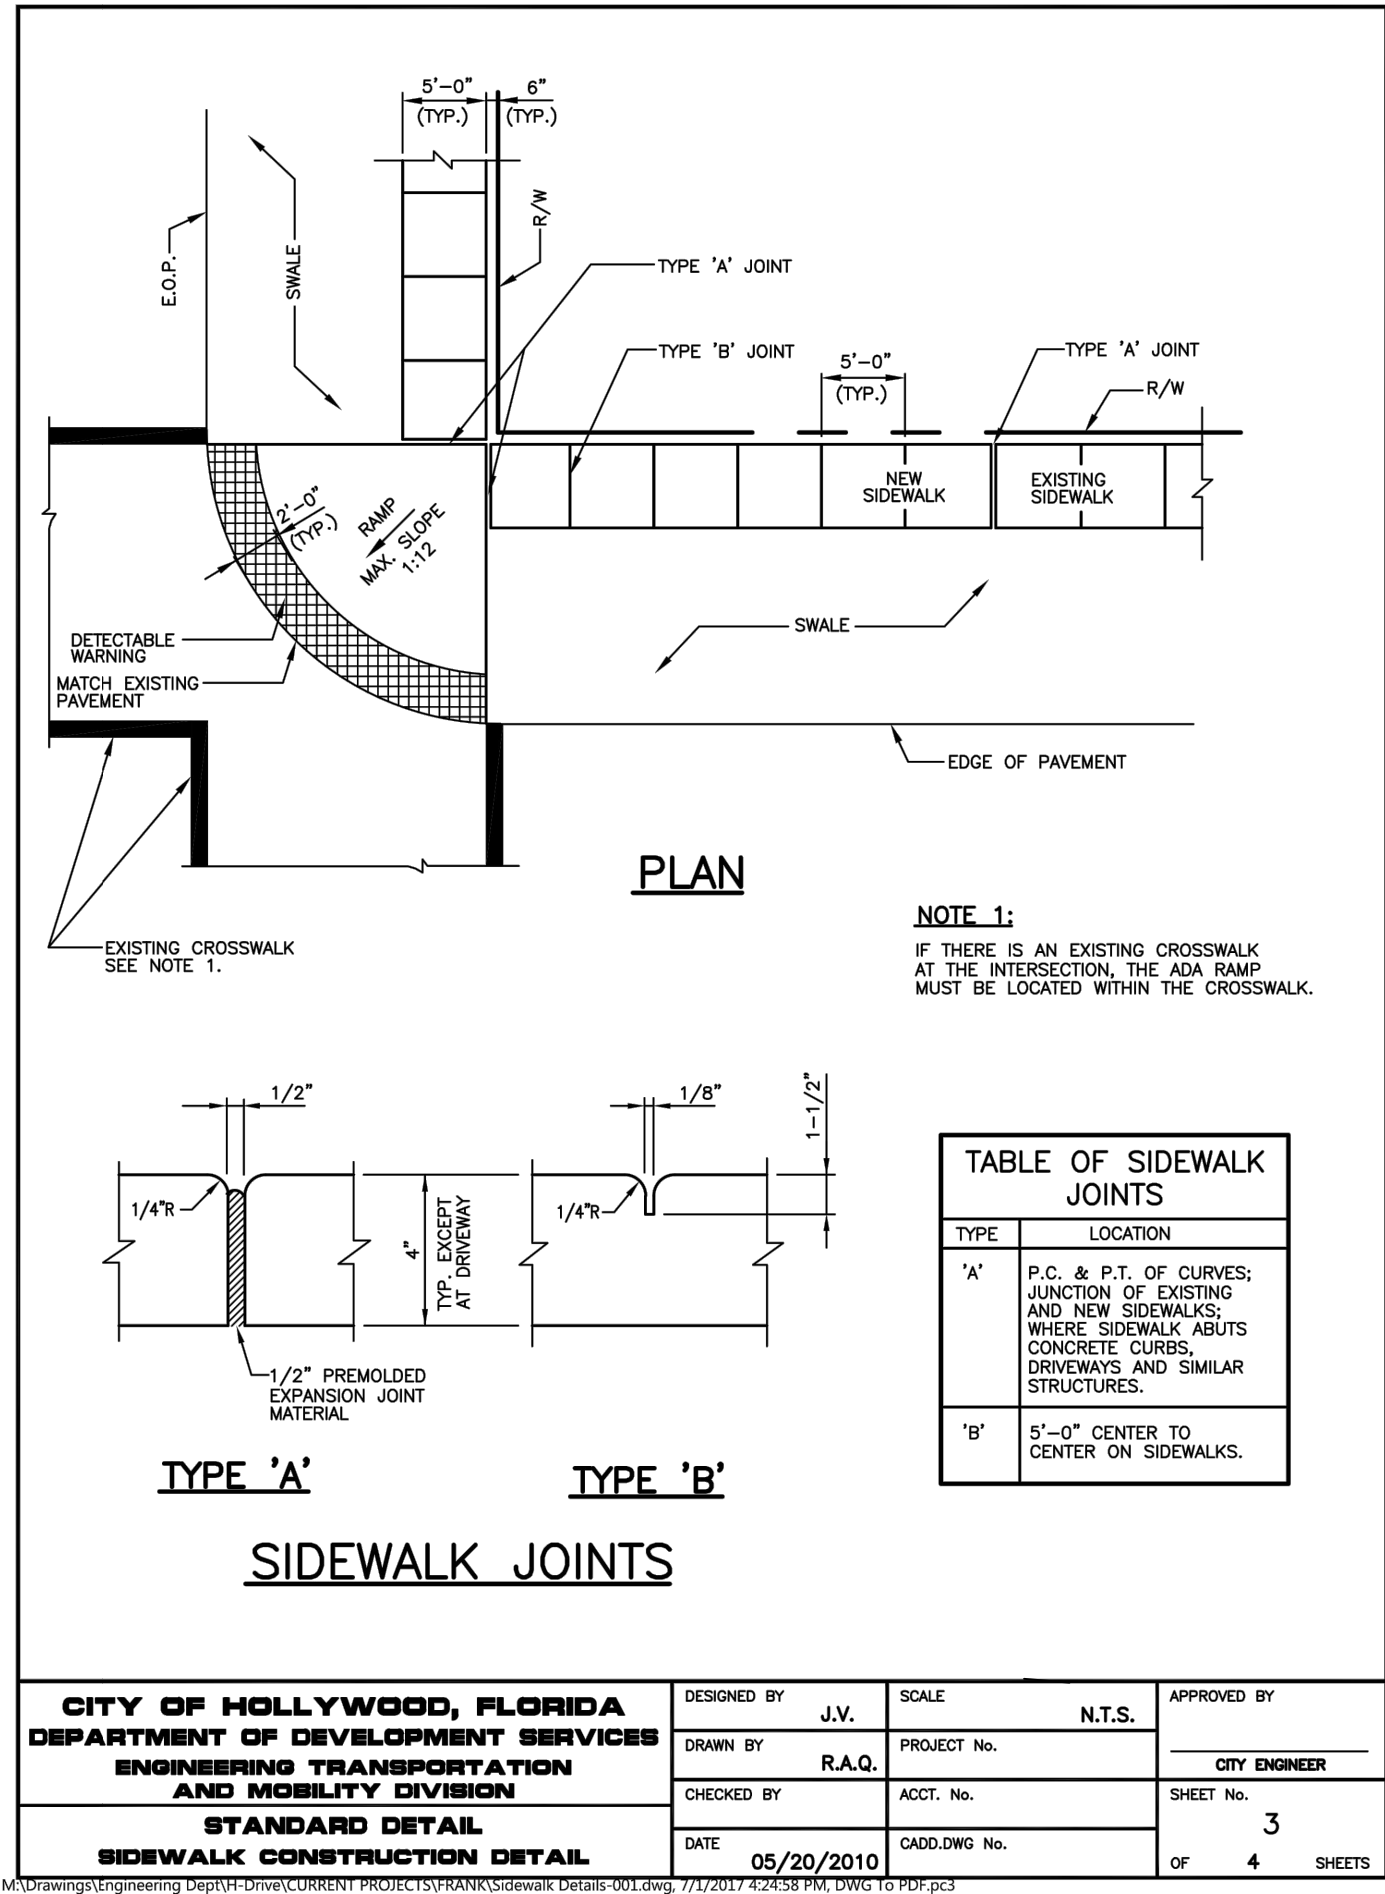 5'-0"
(TYP.)
6"
(TYP.)
R/W
E.O.P.
SWALE
TYPE 'A' JOINT
TYPE 'B' JOINT
5'-0"
(TYP.)
TYPE 'A' JOINT
R/W
NEW
SIDEWALK
EXISTING
SIDEWALK
2'-0"
(TYP.)
RAMP
MAX. SLOPE
1:12
DETECTABLE
WARNING
MATCH EXISTING
PAVEMENT
SWALE
EDGE OF PAVEMENT
PLAN
EXISTING CROSSWALK
SEE NOTE 1.
NOTE 1:
IF THERE IS AN EXISTING CROSSWALK
AT THE INTERSECTION, THE ADA RAMP
MUST BE LOCATED WITHIN THE CROSSWALK.
1/2"
1/4"R
4"
TYP. EXCEPT
AT DRIVEWAY
1/2" PREMOLDED
EXPANSION JOINT
MATERIAL
TYPE 'A'
1/8"
1-1/2"
1/4"R
TYPE 'B'
SIDEWALK JOINTS
TABLE OF SIDEWALK
JOINTS
TYPE LOCATION
'A' P.C. & P.T. OF CURVES;
JUNCTION OF EXISTING
AND NEW SIDEWALKS;
WHERE SIDEWALK ABUTS
CONCRETE CURBS,
DRIVEWAYS AND SIMILAR
STRUCTURES.
'B' 5'-0" CENTER TO
CENTER ON SIDEWALKS.
CITY OF HOLLYWOOD, FLORIDA
DEPARTMENT OF DEVELOPMENT SERVICES
ENGINEERING TRANSPORTATION
AND MOBILITY DIVISION
STANDARD DETAIL
SIDEWALK CONSTRUCTION DETAIL
DESIGNED BY
J.V.
DRAWN BY
R.A.Q.
CHECKED BY
DATE
05/20/2010
SCALE
N.T.S.
PROJECT No.
ACCT. No.
CADD.DWG No.
APPROVED BY
CITY ENGINEER
SHEET No.
3
OF 4 SHEETS
M:\Drawings\Engineering Dept\H-Drive\CURRENT PROJECTS\FRANK\Sidewalk Details-001.dwg, 7/1/2017 4:24:58 PM, DWG To PDF.pc3